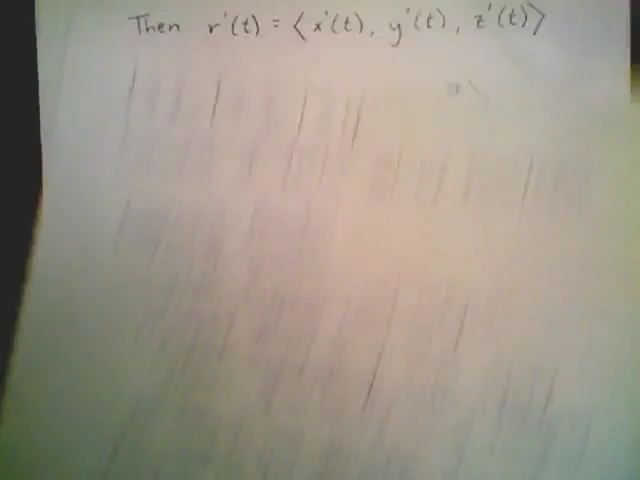 Then r'(t) = ⟨x'(t), y'(t), z'(t)⟩